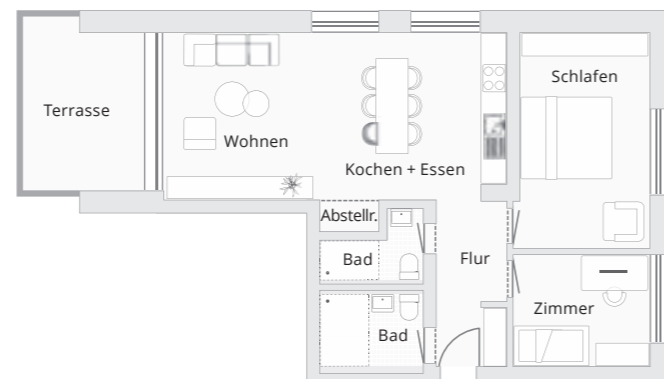 Schlafen
Terrasse
Wohnen
Kochen + Essen
Abstellr.
Bad
Flur
Zimmer
Bad